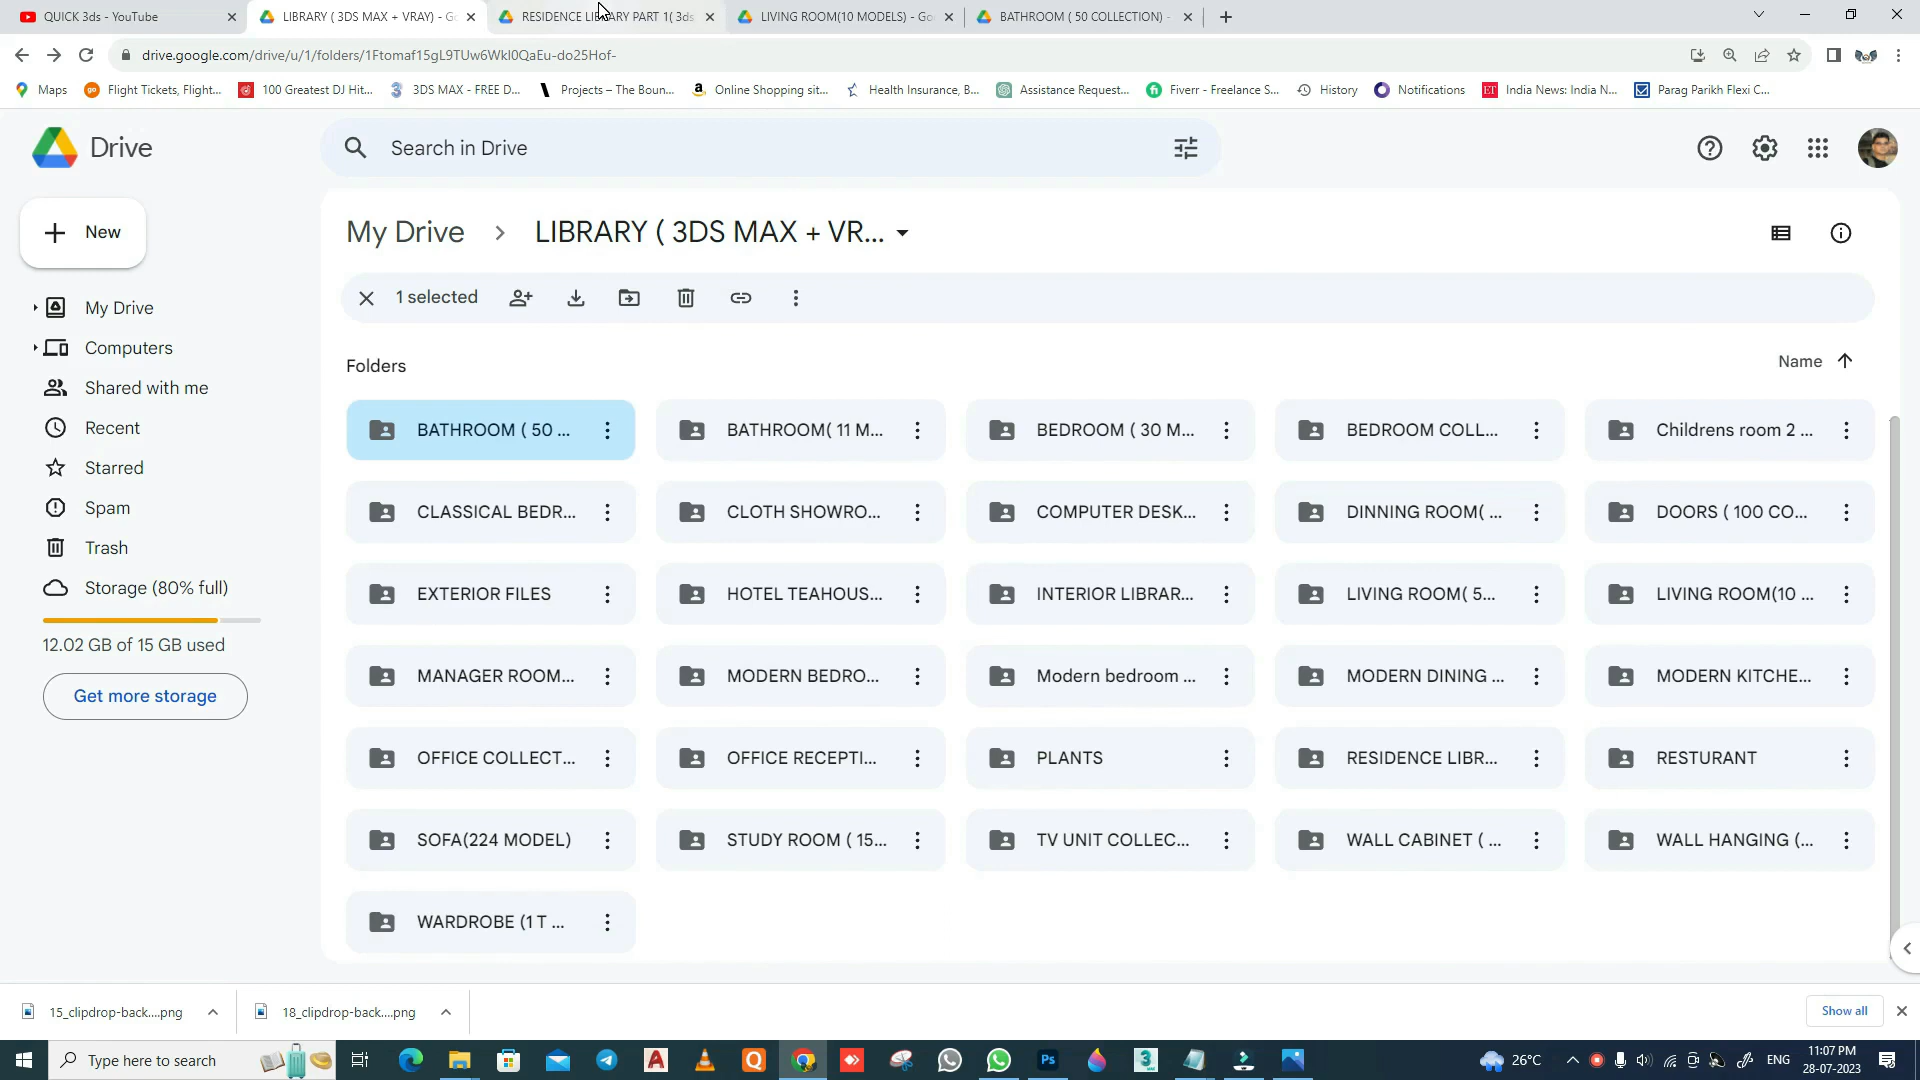 QUICK 3ds - YouTube
LIBRARY ( 3DS MAX + VRAY) - Go
RESIDENCE LIBRARY PART 1( 3ds
LIVING ROOM(10 MODELS) - Go
BATHROOM ( 50 COLLECTION) -
drive.google.com/drive/u/1/folders/1Ftomaf15gL9TUw6Wkl0QaEu-do25Hof-
Maps
Flight Tickets, Flight...
100 Greatest DJ Hit...
3DS MAX - FREE D...
Projects – The Boun...
Online Shopping sit...
Health Insurance, B...
Assistance Request...
Fiverr - Freelance S...
History
Notifications
ET
India News: India N...
Parag Parikh Flexi C...
Drive
Search in Drive
New
My Drive
LIBRARY ( 3DS MAX + VR...
1 selected
My Drive
Computers
Shared with me
Recent
Starred
Spam
Trash
Storage (80% full)
12.02 GB of 15 GB used
Get more storage
Folders
Name
BATHROOM ( 50 ...
BATHROOM( 11 M...
BEDROOM ( 30 M...
BEDROOM COLL...
Childrens room 2 ...
CLASSICAL BEDR...
CLOTH SHOWRO...
COMPUTER DESK...
DINNING ROOM( ...
DOORS ( 100 CO...
EXTERIOR FILES
HOTEL TEAHOUS...
INTERIOR LIBRAR...
LIVING ROOM( 5...
LIVING ROOM(10 ...
MANAGER ROOM...
MODERN BEDRO...
Modern bedroom ...
MODERN DINING ...
MODERN KITCHE...
OFFICE COLLECT...
OFFICE RECEPTI...
PLANTS
RESIDENCE LIBR...
RESTURANT
SOFA(224 MODEL)
STUDY ROOM ( 15...
TV UNIT COLLEC...
WALL CABINET ( ...
WALL HANGING (...
WARDROBE (1 T ...
15_clipdrop-back....png
18_clipdrop-back....png
Show all
Type here to search
26°C
ENG
11:07 PM
28-07-2023